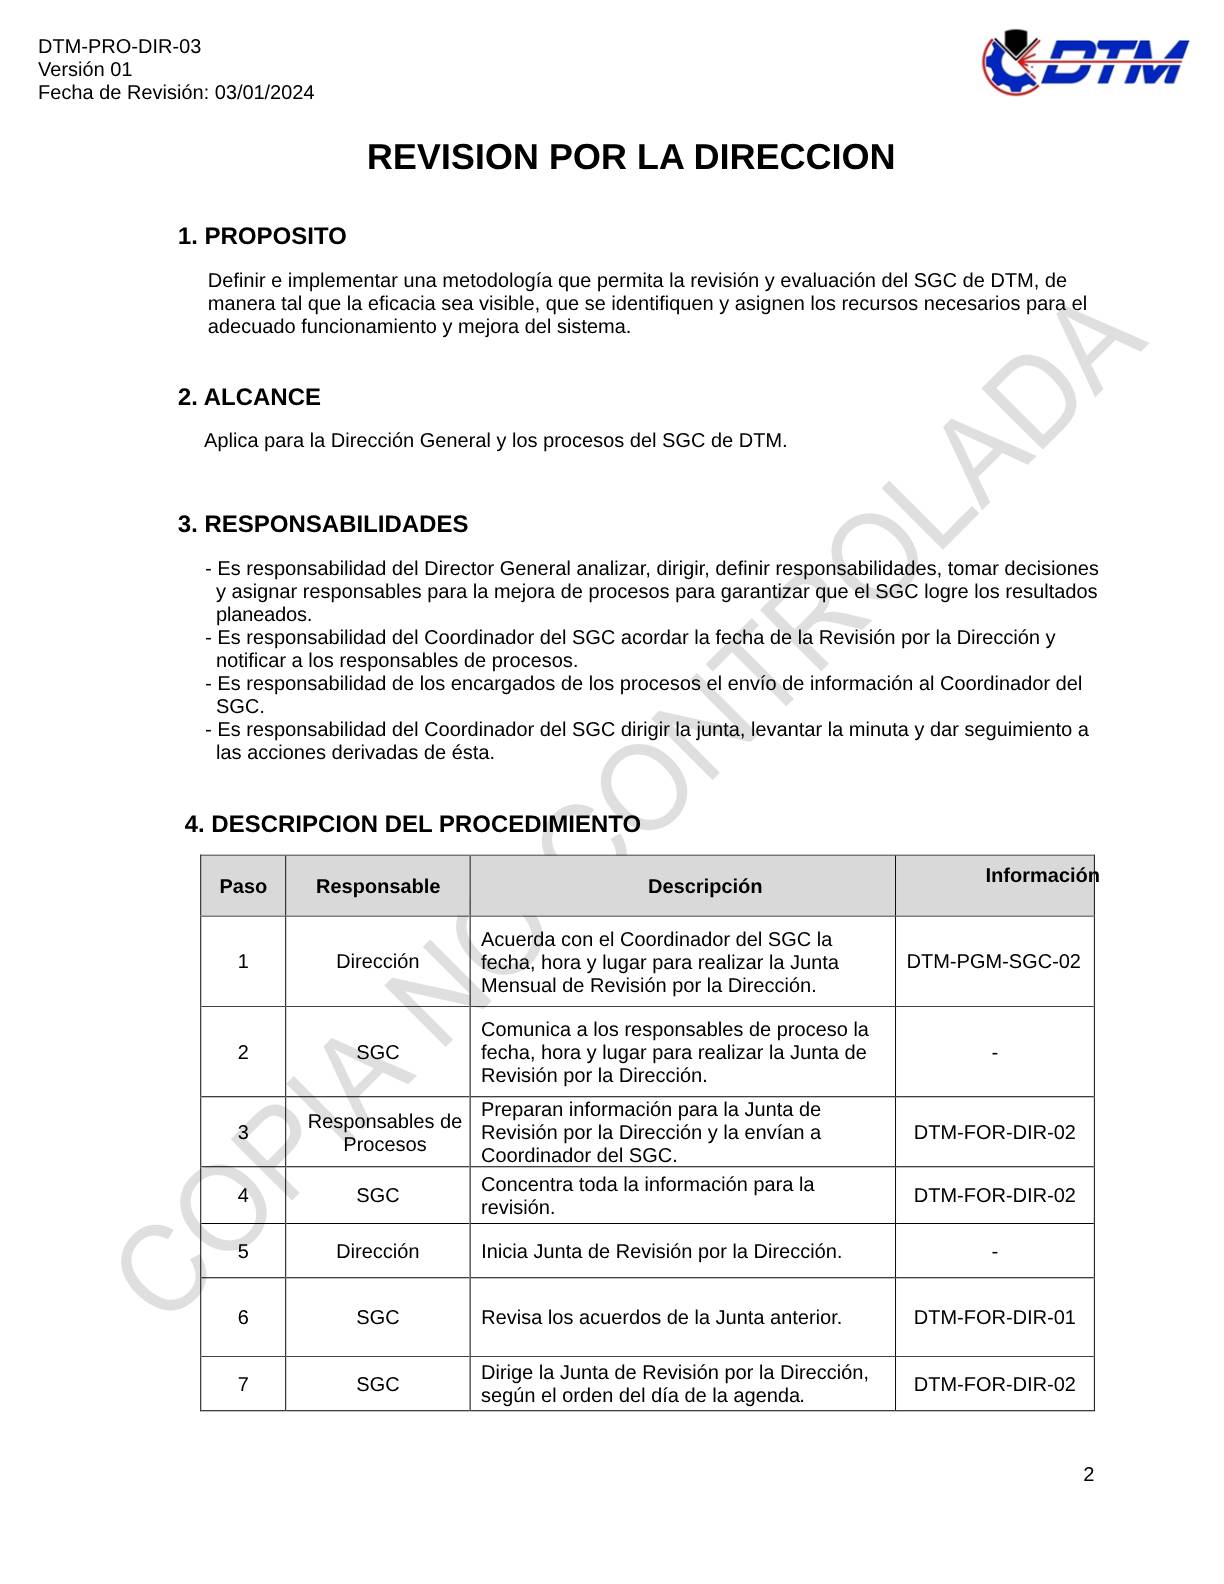 DTM-PRO-DIR-03
Versión 01
Fecha de Revisión: 03/01/2024
DTM
REVISION POR LA DIRECCION
1. PROPOSITO
Definir e implementar una metodología que permita la revisión y evaluación del SGC de DTM, de
manera tal que la eficacia sea visible, que se identifiquen y asignen los recursos necesarios para el
adecuado funcionamiento y mejora del sistema.
2. ALCANCE
Aplica para la Dirección General y los procesos del SGC de DTM.
3. RESPONSABILIDADES
- Es responsabilidad del Director General analizar, dirigir, definir responsabilidades, tomar decisiones
y asignar responsables para la mejora de procesos para garantizar que el SGC logre los resultados
planeados.
- Es responsabilidad del Coordinador del SGC acordar la fecha de la Revisión por la Dirección y
notificar a los responsables de procesos.
- Es responsabilidad de los encargados de los procesos el envío de información al Coordinador del
SGC.
- Es responsabilidad del Coordinador del SGC dirigir la junta, levantar la minuta y dar seguimiento a
las acciones derivadas de ésta.
4. DESCRIPCION DEL PROCEDIMIENTO
Paso Responsable Descripción Información
1 Dirección Acuerda con el Coordinador del SGC la
fecha, hora y lugar para realizar la Junta
Mensual de Revisión por la Dirección. DTM-PGM-SGC-02
2 SGC Comunica a los responsables de proceso la
fecha, hora y lugar para realizar la Junta de
Revisión por la Dirección. -
3 Responsables de
Procesos Preparan información para la Junta de
Revisión por la Dirección y la envían a
Coordinador del SGC. DTM-FOR-DIR-02
4 SGC Concentra toda la información para la
revisión. DTM-FOR-DIR-02
5 Dirección Inicia Junta de Revisión por la Dirección. -
6 SGC Revisa los acuerdos de la Junta anterior. DTM-FOR-DIR-01
7 SGC Dirige la Junta de Revisión por la Dirección,
según el orden del día de la agenda. DTM-FOR-DIR-02
COPIA NO CONTROLADA
2